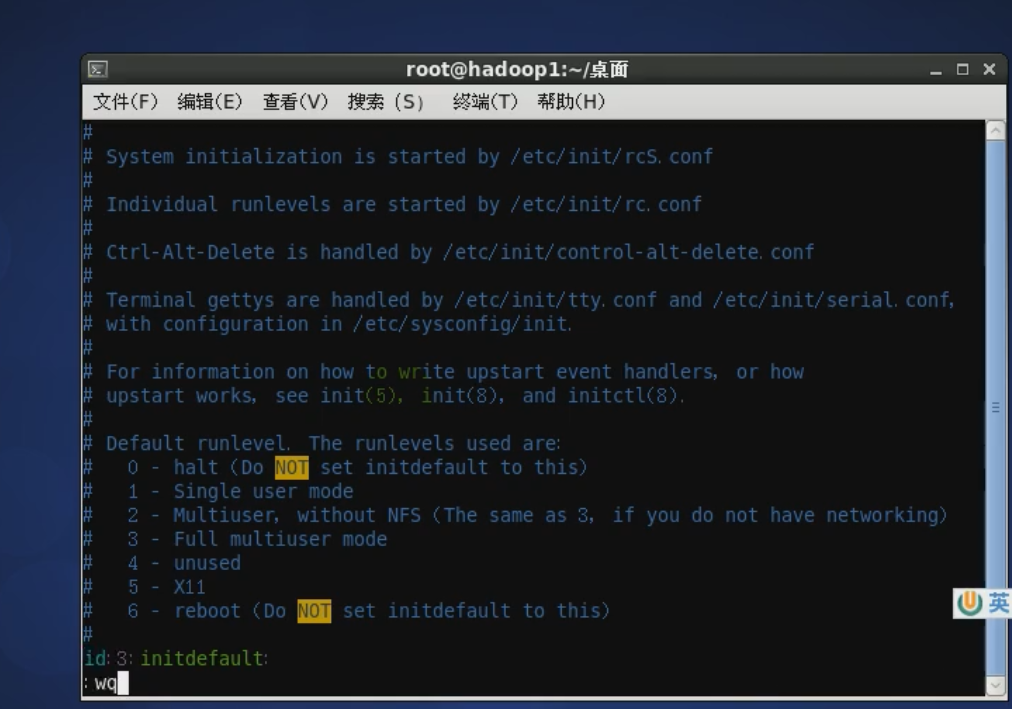 root@hadoop1:~/桌面
文件(F) 编辑(E) 查看(V) 搜索 (S) 终端(T) 帮助(H)
#
# System initialization is started by /etc/init/rcS.conf
#
# Individual runlevels are started by /etc/init/rc.conf
#
# Ctrl-Alt-Delete is handled by /etc/init/control-alt-delete.conf
#
# Terminal gettys are handled by /etc/init/tty.conf and /etc/init/serial.conf,
# with configuration in /etc/sysconfig/init.
#
# For information on how to write upstart event handlers, or how
# upstart works, see init(5), init(8), and initctl(8).
#
# Default runlevel. The runlevels used are:
#   0 - halt (Do NOT set initdefault to this)
#   1 - Single user mode
#   2 - Multiuser, without NFS (The same as 3, if you do not have networking)
#   3 - Full multiuser mode
#   4 - unused
#   5 - X11
#   6 - reboot (Do NOT set initdefault to this)
#
id:3:initdefault:
:wq
英